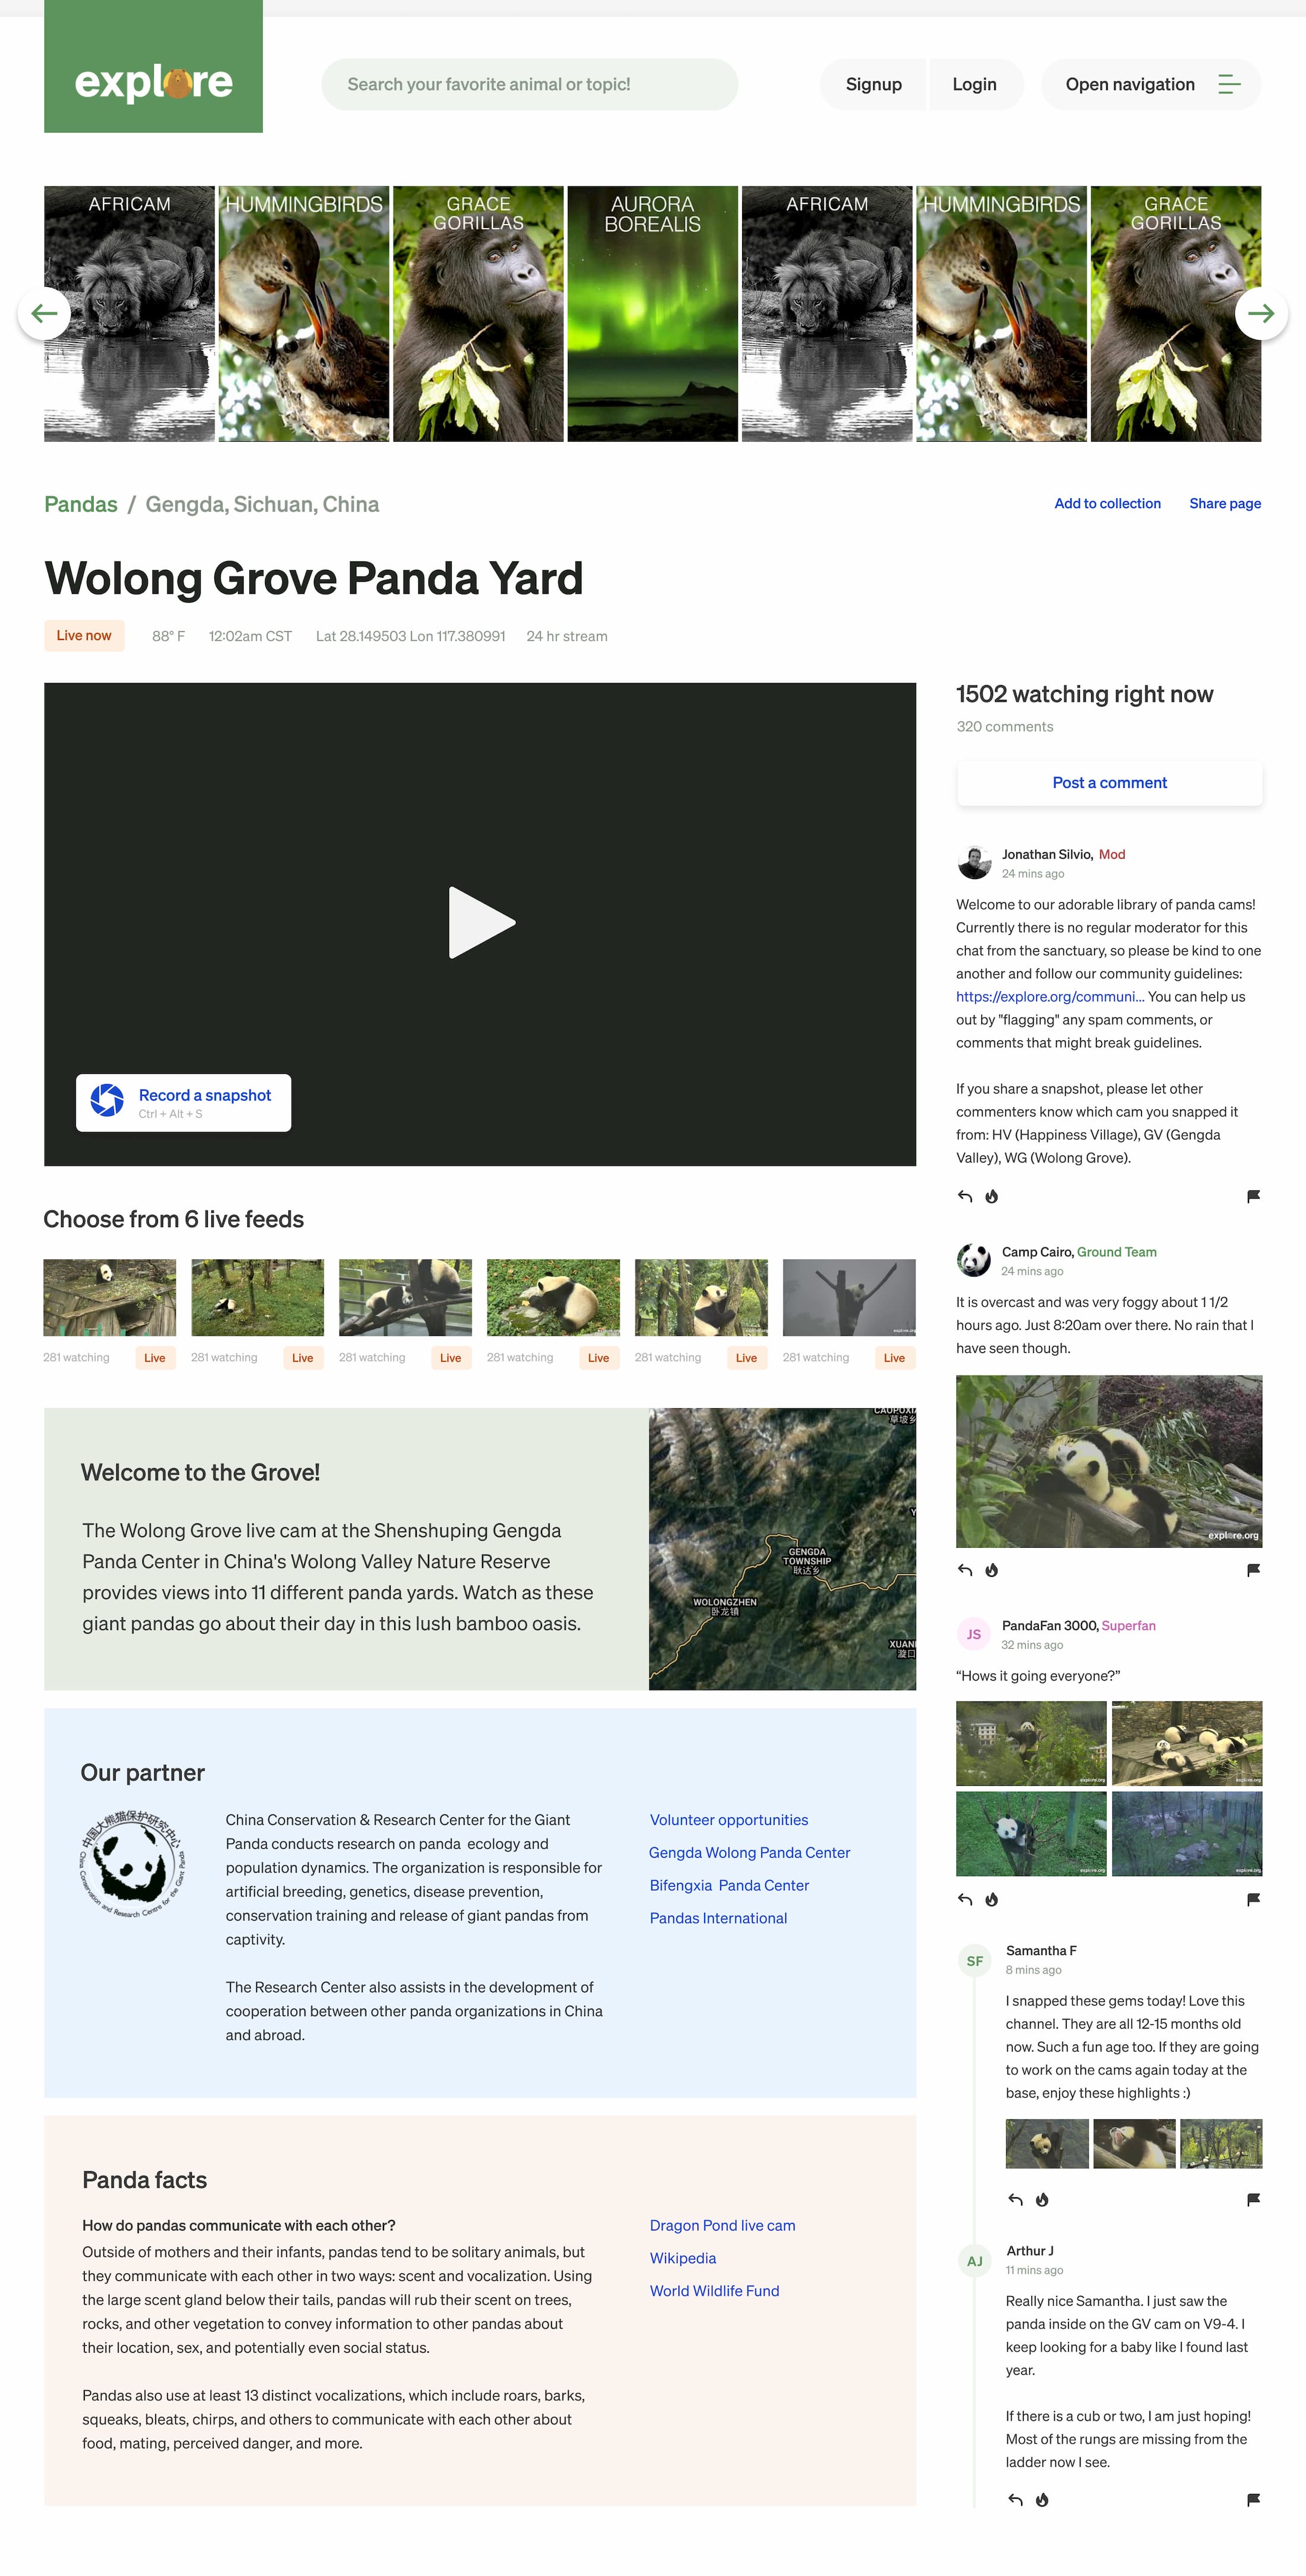 explore
Search your favorite animal or topic!
Signup
Login
Open navigation
AFRICAM
HUMMINGBIRDS
GRACE
GORILLAS
AURORA
BOREALIS
AFRICAM
HUMMINGBIRDS
GRACE
GORILLAS
Pandas / Gengda, Sichuan, China
Add to collection
Share page
Wolong Grove Panda Yard
Live now
88° F
12:02am CST
Lat 28.149503 Lon 117.380991
24 hr stream
Record a snapshot
Ctrl + Alt + S
Choose from 6 live feeds
281 watching
Live
281 watching
Live
281 watching
Live
281 watching
Live
281 watching
Live
281 watching
Live
Welcome to the Grove!
The Wolong Grove live cam at the Shenshuping Gengda
Panda Center in China's Wolong Valley Nature Reserve
provides views into 11 different panda yards. Watch as these
giant pandas go about their day in this lush bamboo oasis.
GENGDA
TOWNSHIP
耿达乡
WOLONGZHEN
卧龙镇
Our partner
中国大熊猫保护研究中心
China Conservation and Research Centre for the Giant Panda
China Conservation & Research Center for the Giant
Panda conducts research on panda ecology and
population dynamics. The organization is responsible for
artificial breeding, genetics, disease prevention,
conservation training and release of giant pandas from
captivity.
The Research Center also assists in the development of
cooperation between other panda organizations in China
and abroad.
Volunteer opportunities
Gengda Wolong Panda Center
Bifengxia Panda Center
Pandas International
Panda facts
How do pandas communicate with each other?
Outside of mothers and their infants, pandas tend to be solitary animals, but
they communicate with each other in two ways: scent and vocalization. Using
the large scent gland below their tails, pandas will rub their scent on trees,
rocks, and other vegetation to convey information to other pandas about
their location, sex, and potentially even social status.
Pandas also use at least 13 distinct vocalizations, which include roars, barks,
squeaks, bleats, chirps, and others to communicate with each other about
food, mating, perceived danger, and more.
Dragon Pond live cam
Wikipedia
World Wildlife Fund
1502 watching right now
320 comments
Post a comment
Jonathan Silvio, Mod
24 mins ago
Welcome to our adorable library of panda cams!
Currently there is no regular moderator for this
chat from the sanctuary, so please be kind to one
another and follow our community guidelines:
https://explore.org/communi... You can help us
out by "flagging" any spam comments, or
comments that might break guidelines.
If you share a snapshot, please let other
commenters know which cam you snapped it
from: HV (Happiness Village), GV (Gengda
Valley), WG (Wolong Grove).
Camp Cairo, Ground Team
24 mins ago
It is overcast and was very foggy about 1 1/2
hours ago. Just 8:20am over there. No rain that I
have seen though.
explore.org
JS
PandaFan 3000, Superfan
32 mins ago
“Hows it going everyone?”
explore.org
explore.org
explore.org
explore.org
SF
Samantha F
8 mins ago
I snapped these gems today! Love this
channel. They are all 12-15 months old
now. Such a fun age too. If they are going
to work on the cams again today at the
base, enjoy these highlights :)
AJ
Arthur J
11 mins ago
Really nice Samantha. I just saw the
panda inside on the GV cam on V9-4. I
keep looking for a baby like I found last
year.
If there is a cub or two, I am just hoping!
Most of the rungs are missing from the
ladder now I see.